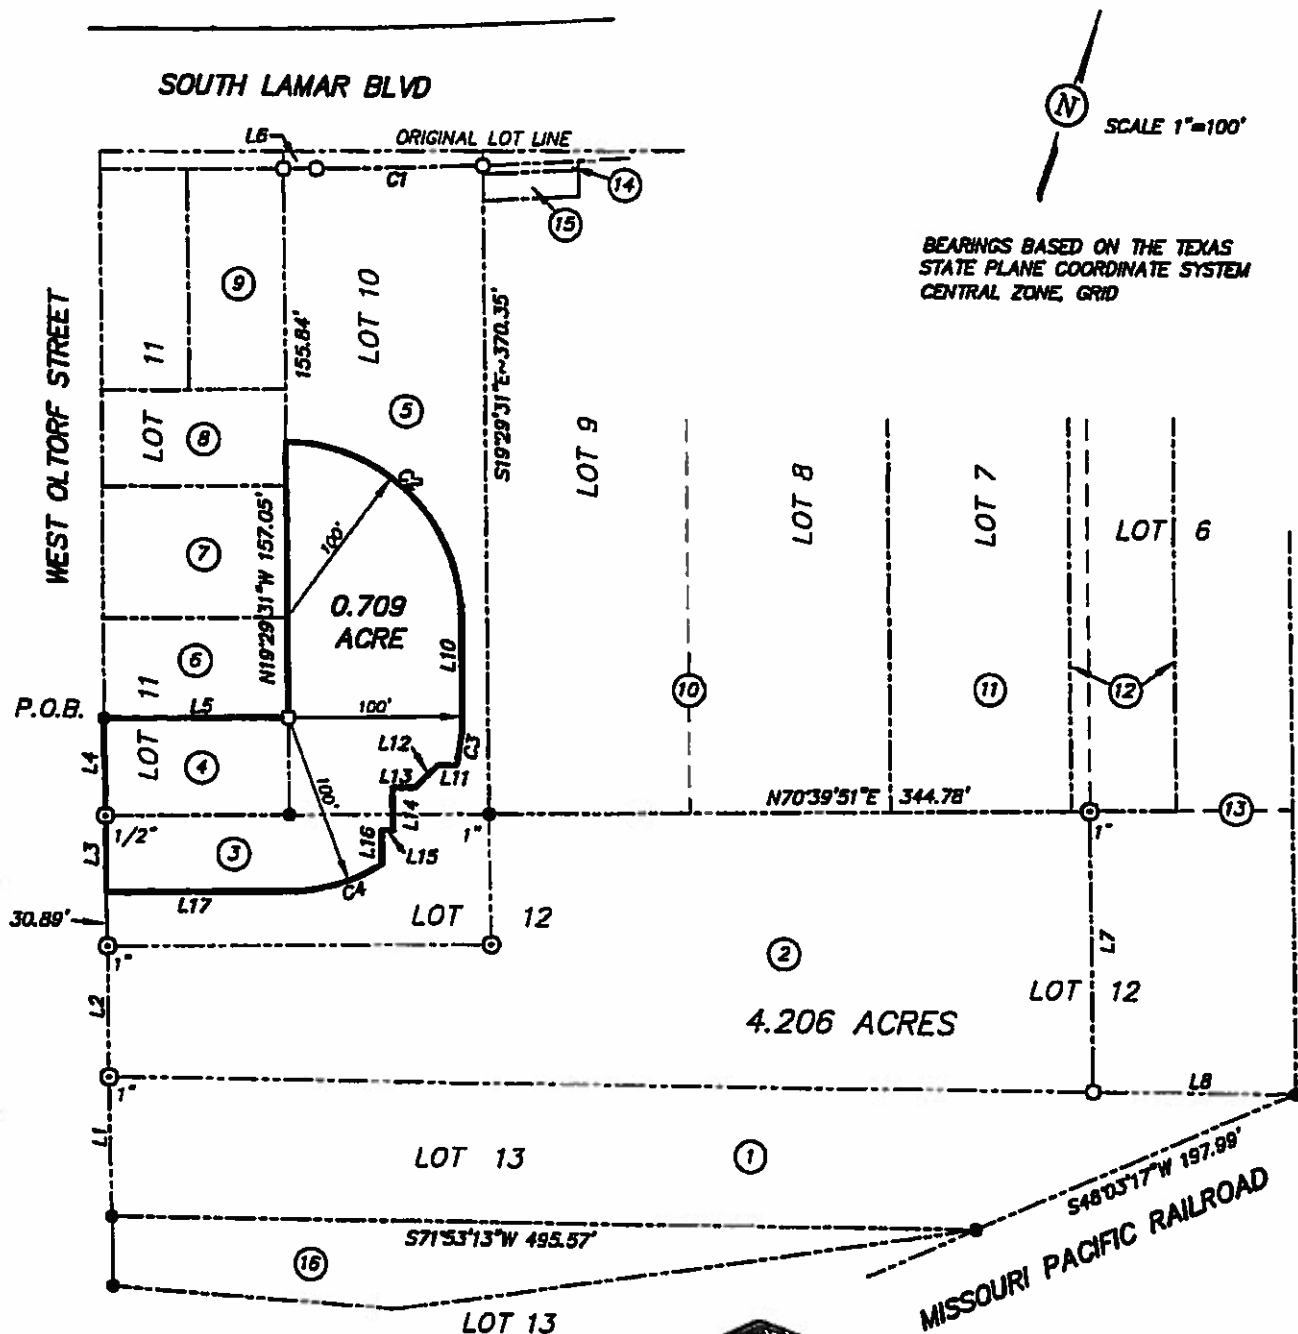 SOUTH LAMAR BLVD
L6
ORIGINAL LOT LINE
C1
14
15
N
SCALE 1"=100'
BEARINGS BASED ON THE TEXAS
STATE PLANE COORDINATE SYSTEM
CENTRAL ZONE, GRID
WEST OLTORF STREET
9
LOT 11
155.84'
LOT 10
5
S19°29'31"E~370.35'
8
7
6
LOT 11
N19°29'31"W 157.05'
100'
C2
0.709
ACRE
L10
LOT 9
LOT 8
LOT 7
LOT 6
10
11
12
P.O.B.
L5
100'
L4
LOT
4
100'
L12
C3
L13
L11
L14
N70°39'51"E 344.78'
13
1/2"
1"
1"
L3
3
L16
L15
C4
L17
30.89'
LOT 12
1"
2
L7
L2
LOT 12
4.206 ACRES
1"
L8
L1
LOT 13
1
S48°03'17"W 197.99'
S71°53'13"W 495.57'
MISSOURI PACIFIC RAILROAD
16
LOT 13